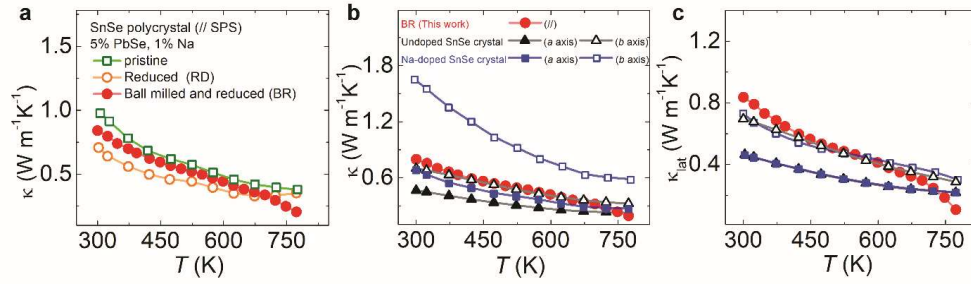 a
SnSe polycrystal (// SPS)
5% PbSe, 1% Na
pristine
Reduced (RD)
Ball milled and reduced (BR)
1.5
1.0
0.5
κ (W m⁻¹K⁻¹)
300 450 600 750
T (K)
b
BR (This work) (//)
Undoped SnSe crystal (a axis) (b axis)
Na-doped SnSe crystal (a axis) (b axis)
1.8
1.2
0.6
κ (W m⁻¹K⁻¹)
300 450 600 750
T (K)
c
1.2
0.8
0.4
κlat (W m⁻¹K⁻¹)
300 450 600 750
T (K)